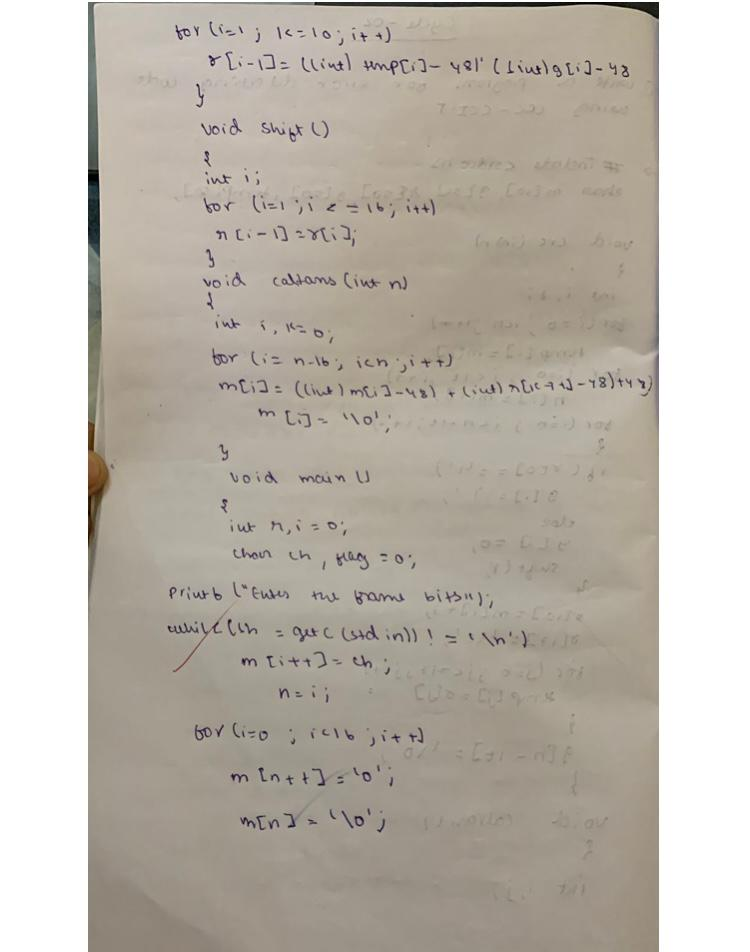 for (i=1 ; k<=10; i++)
r[i-1]= ((int) temp[i]- 48)' ((int)g[i]-48
}
void shift ()
{
int i;
for (i=1 ; i <= 16; i++)
r[i-1]=r[i];
}
void caltrans (int n)
{
int i, k=0;
for (i= n-16; i<n ; i++)
m[i]= ((int) m[i]-48) + (int) r[k++]-48)+48)
m[i]= '\0';
}
void main ()
{
int n, i = 0;
char ch, flag =0;
printf ("Enter the frame bits");
while((ch = getc (stdin)) != '\n')
m [i++]= ch;
n= i;
for (i=0 ; i<16 ; i++)
m [n++] = '0';
m[n] = '\0';